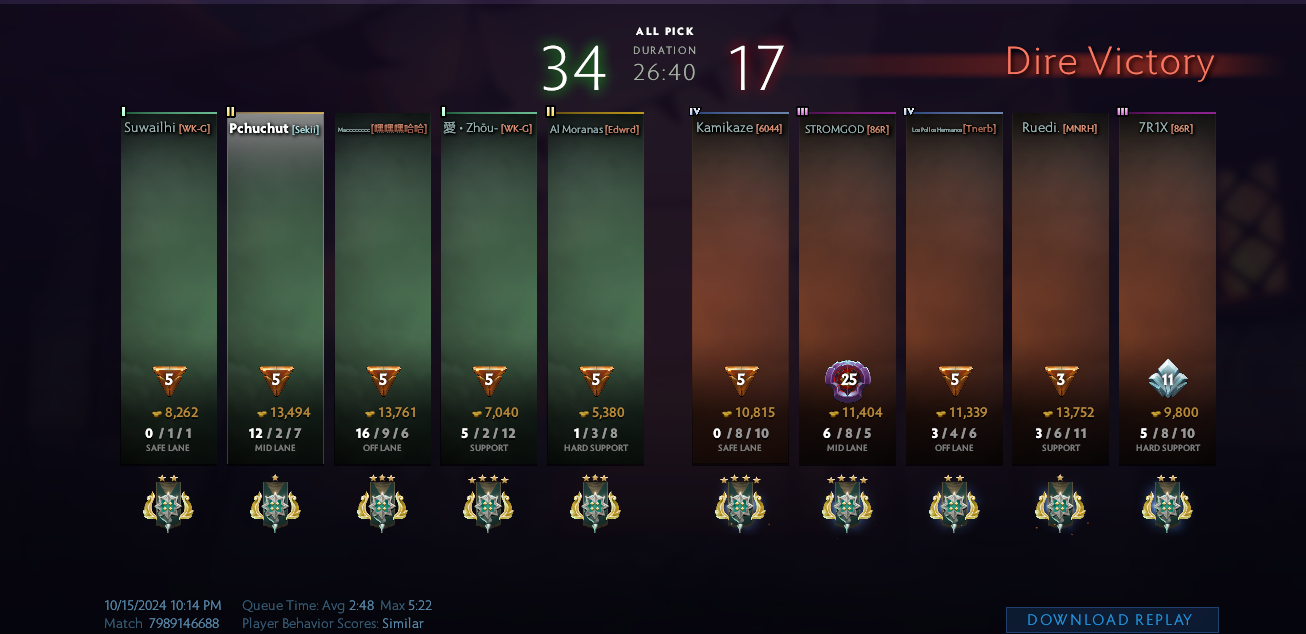 ALL PICK
34 DURATION 17
26:40
Dire Victory
I II I II IV III IV III
Suwailhi [WK-G] Pchuchut [Sekii] [嘿嘿嘿哈哈] 愛・Zhōu- [WK-G] Al Moranas [Edwrd] Kamikaze [6044] STROMGOD [86R] Los Pollos Hermanos [Tnerb] Ruedi. [MNRH] 7R1X [86R]
5 5 5 5 5 5 25 5 3 11
8,262 13,494 13,761 7,040 5,380 10,815 11,404 11,339 13,752 9,800
0 / 1 / 1 12 / 2 / 7 16 / 9 / 6 5 / 2 / 12 1 / 3 / 8 0 / 8 / 10 6 / 8 / 5 3 / 4 / 6 3 / 6 / 11 5 / 8 / 10
SAFE LANE MID LANE OFF LANE SUPPORT HARD SUPPORT SAFE LANE MID LANE OFF LANE SUPPORT HARD SUPPORT
10/15/2024 10:14 PM Queue Time: Avg 2:48 Max 5:22
Match 7989146688 Player Behavior Scores: Similar
DOWNLOAD REPLAY